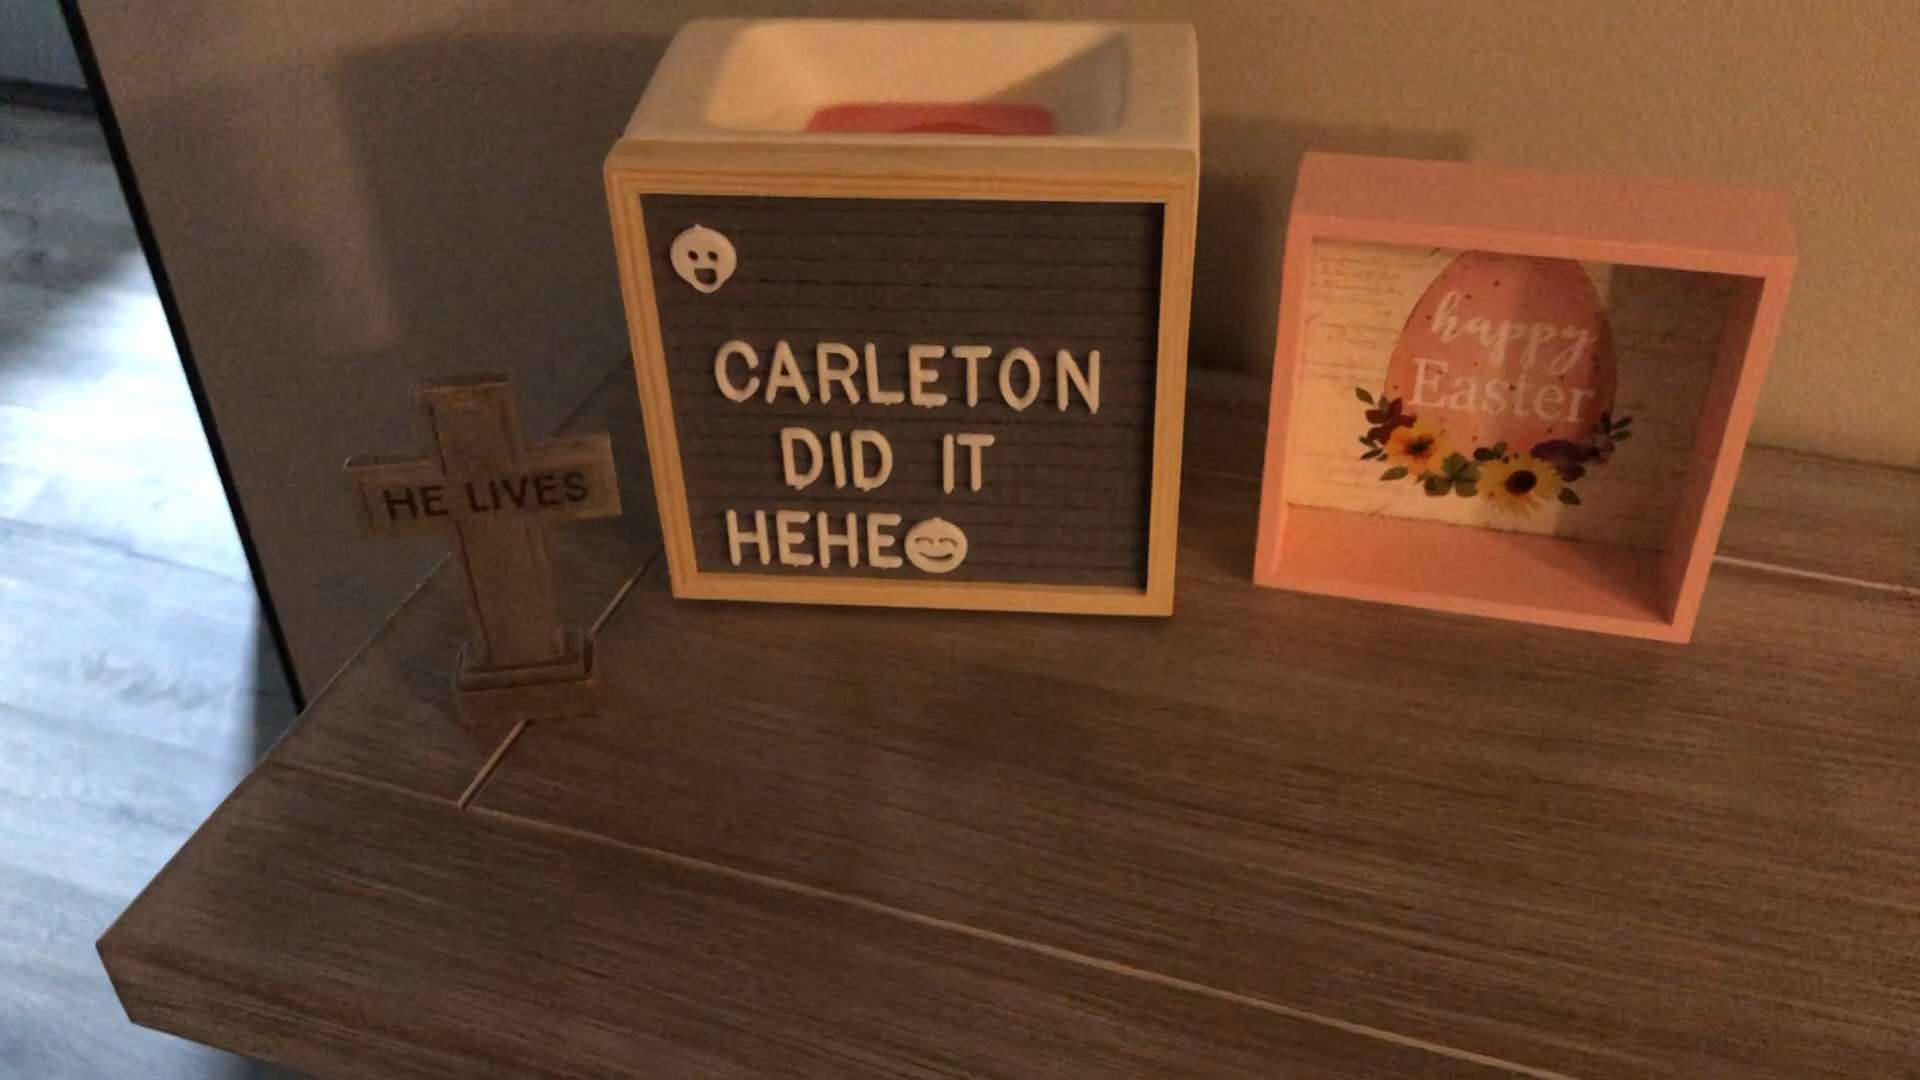 HE LIVES
CARLETON
DID IT
HEHE
happy
Easter